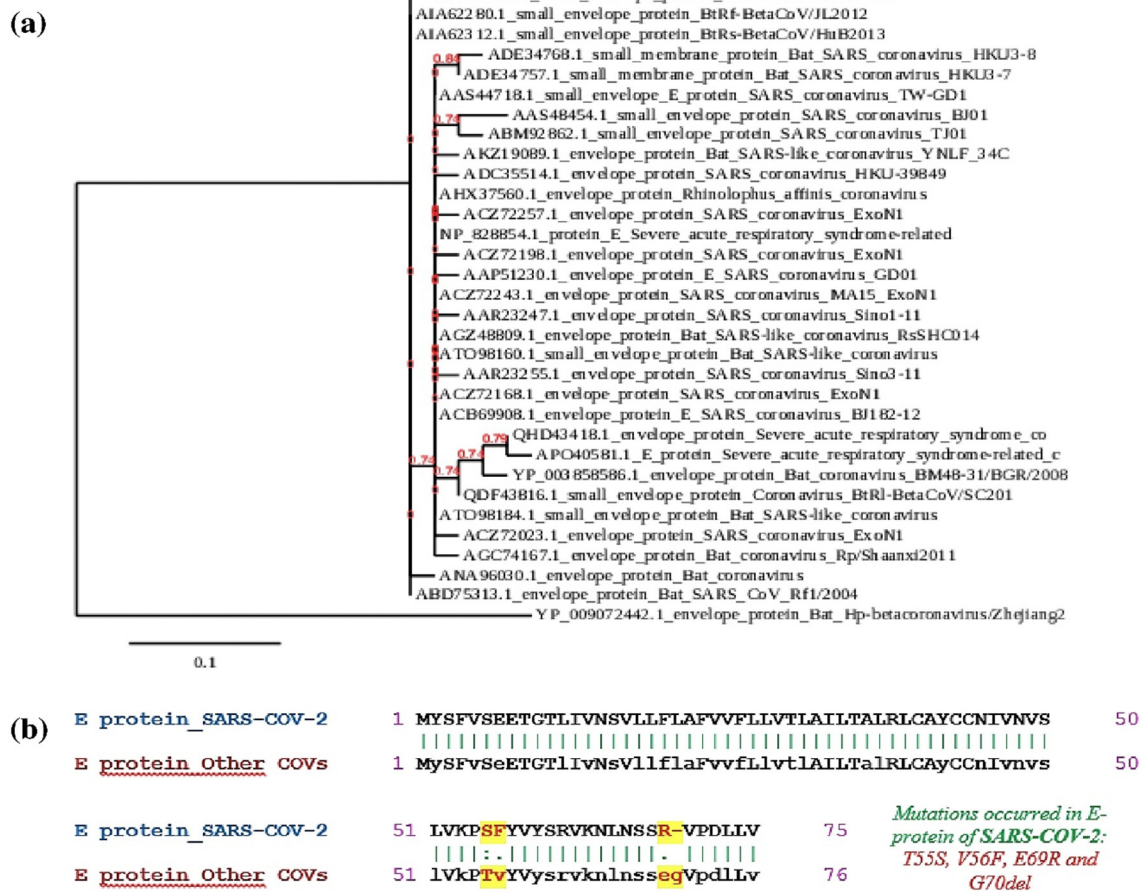 (a)
AIA62280.1_small_envelope_protein_BtRf-BetaCoV/JL2012
AIA62312.1_small_envelope_protein_BtRs-BetaCoV/HuB2013
ADE34768.1_small_membrane_protein_Bat_SARS_coronavirus_HKU3-8
0.84
ADE34757.1_small_membrane_protein_Bat_SARS_coronavirus_HKU3-7
AAS44718.1_small_envelope_E_protein_SARS_coronavirus_TW-GD1
AAS48454.1_small_envelope_protein_SARS_coronavirus_BJ01
0.74
ABM92862.1_small_envelope_protein_SARS_coronavirus_TJ01
AKZ19089.1_envelope_protein_Bat_SARS-like_coronavirus_YNLF_34C
ADC35514.1_envelope_protein_SARS_coronavirus_HKU-39849
AHX37560.1_envelope_protein_Rhinolophus_affinis_coronavirus
ACZ72257.1_envelope_protein_SARS_coronavirus_ExoN1
NP_828854.1_protein_E_Severe_acute_respiratory_syndrome-related
ACZ72198.1_envelope_protein_SARS_coronavirus_ExoN1
AAP51230.1_envelope_protein_E_SARS_coronavirus_GD01
ACZ72243.1_envelope_protein_SARS_coronavirus_MA15_ExoN1
AAR23247.1_envelope_protein_SARS_coronavirus_Sino1-11
AGZ48809.1_envelope_protein_Bat_SARS-like_coronavirus_RsSHC014
ATO98160.1_small_envelope_protein_Bat_SARS-like_coronavirus
AAR23255.1_envelope_protein_SARS_coronavirus_Sino3-11
ACZ72168.1_envelope_protein_SARS_coronavirus_ExoN1
ACB69908.1_envelope_protein_E_SARS_coronavirus_BJ182-12
QHD43418.1_envelope_protein_Severe_acute_respiratory_syndrome_co
0.79
APO40581.1_E_protein_Severe_acute_respiratory_syndrome-related_c
0.74
YP_003858586.1_envelope_protein_Bat_coronavirus_BM48-31/BGR/2008
0.74
0.74
QDF43816.1_small_envelope_protein_Coronavirus_BtRl-BetaCoV/SC201
ATO98184.1_small_envelope_protein_Bat_SARS-like_coronavirus
ACZ72023.1_envelope_protein_SARS_coronavirus_ExoN1
AGC74167.1_envelope_protein_Bat_coronavirus_Rp/Shaanxi2011
ANA96030.1_envelope_protein_Bat_coronavirus
ABD75313.1_envelope_protein_Bat_SARS_CoV_Rf1/2004
YP_009072442.1_envelope_protein_Bat_Hp-betacoronavirus/Zhejiang2
0.1
(b)
E protein_SARS-COV-2 1 MYSFVSEETGTLIVNSVLLFLAFVVFLLVTLAILTALRLCAYCCNIVNVS 50
E protein_Other COVs 1 MySFvSeETGTlIvNsVllflaFvvfLlvtlAILTalRLCAyCCnIvnvs 50
E protein_SARS-COV-2 51 LVKPSFYVYSRVKNLNSSR-VPDLLV 75
E protein_Other COVs 51 lVkPTvYVysrvknlnssegVpdlLv 76
Mutations occurred in E-
protein of SARS-COV-2:
T55S, V56F, E69R and
G70del